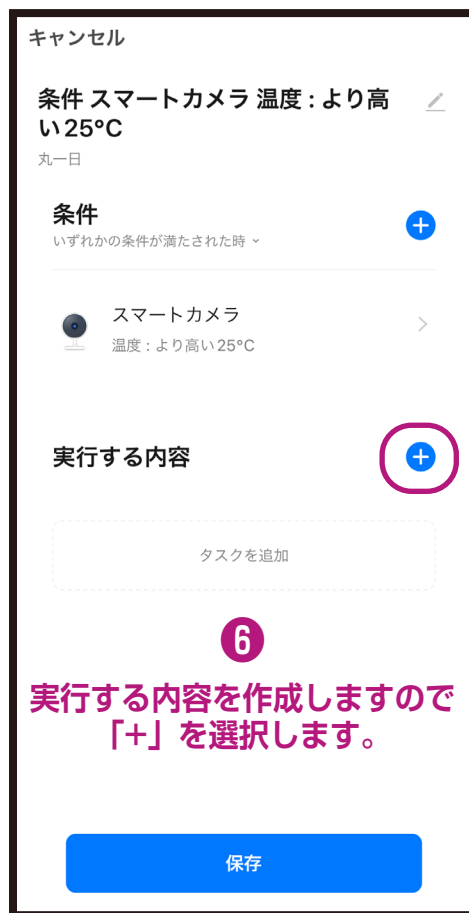 キャンセル
条件 スマートカメラ 温度 : より高
い25°C
丸一日
条件
いずれかの条件が満たされた時
スマートカメラ
温度 : より高い25°C
実行する内容
タスクを追加
6
実行する内容を作成しますので
「+」を選択します。
保存